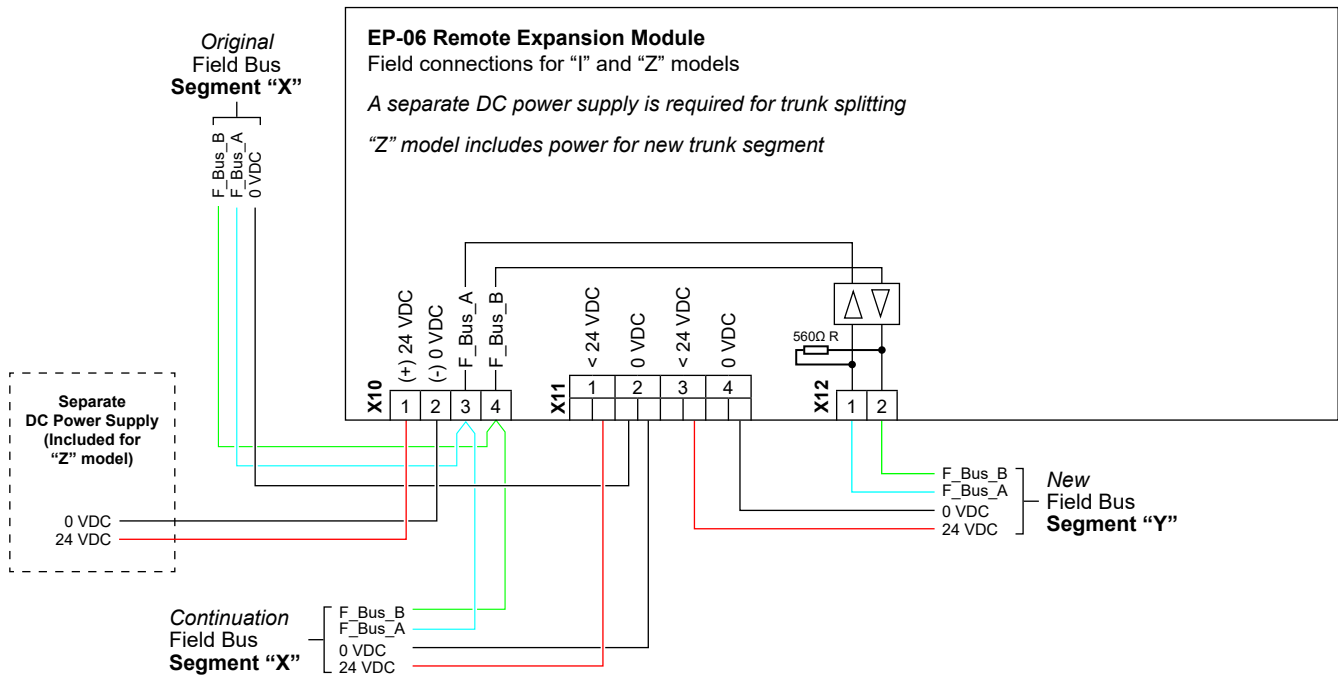 Original
Field Bus
Segment “X”
F_Bus_B
F_Bus_A
0 VDC
EP-06 Remote Expansion Module
Field connections for “I” and “Z” models
A separate DC power supply is required for trunk splitting
“Z” model includes power for new trunk segment
(+) 24 VDC
(-) 0 VDC
F_Bus_A
F_Bus_B
< 24 VDC
0 VDC
< 24 VDC
0 VDC
560Ω R
X10
1
2
3
4
X11
1
2
3
4
X12
1
2
Separate
DC Power Supply
(Included for
“Z” model)
0 VDC
24 VDC
F_Bus_B
F_Bus_A
0 VDC
24 VDC
New
Field Bus
Segment “Y”
Continuation
Field Bus
Segment “X”
F_Bus_B
F_Bus_A
0 VDC
24 VDC